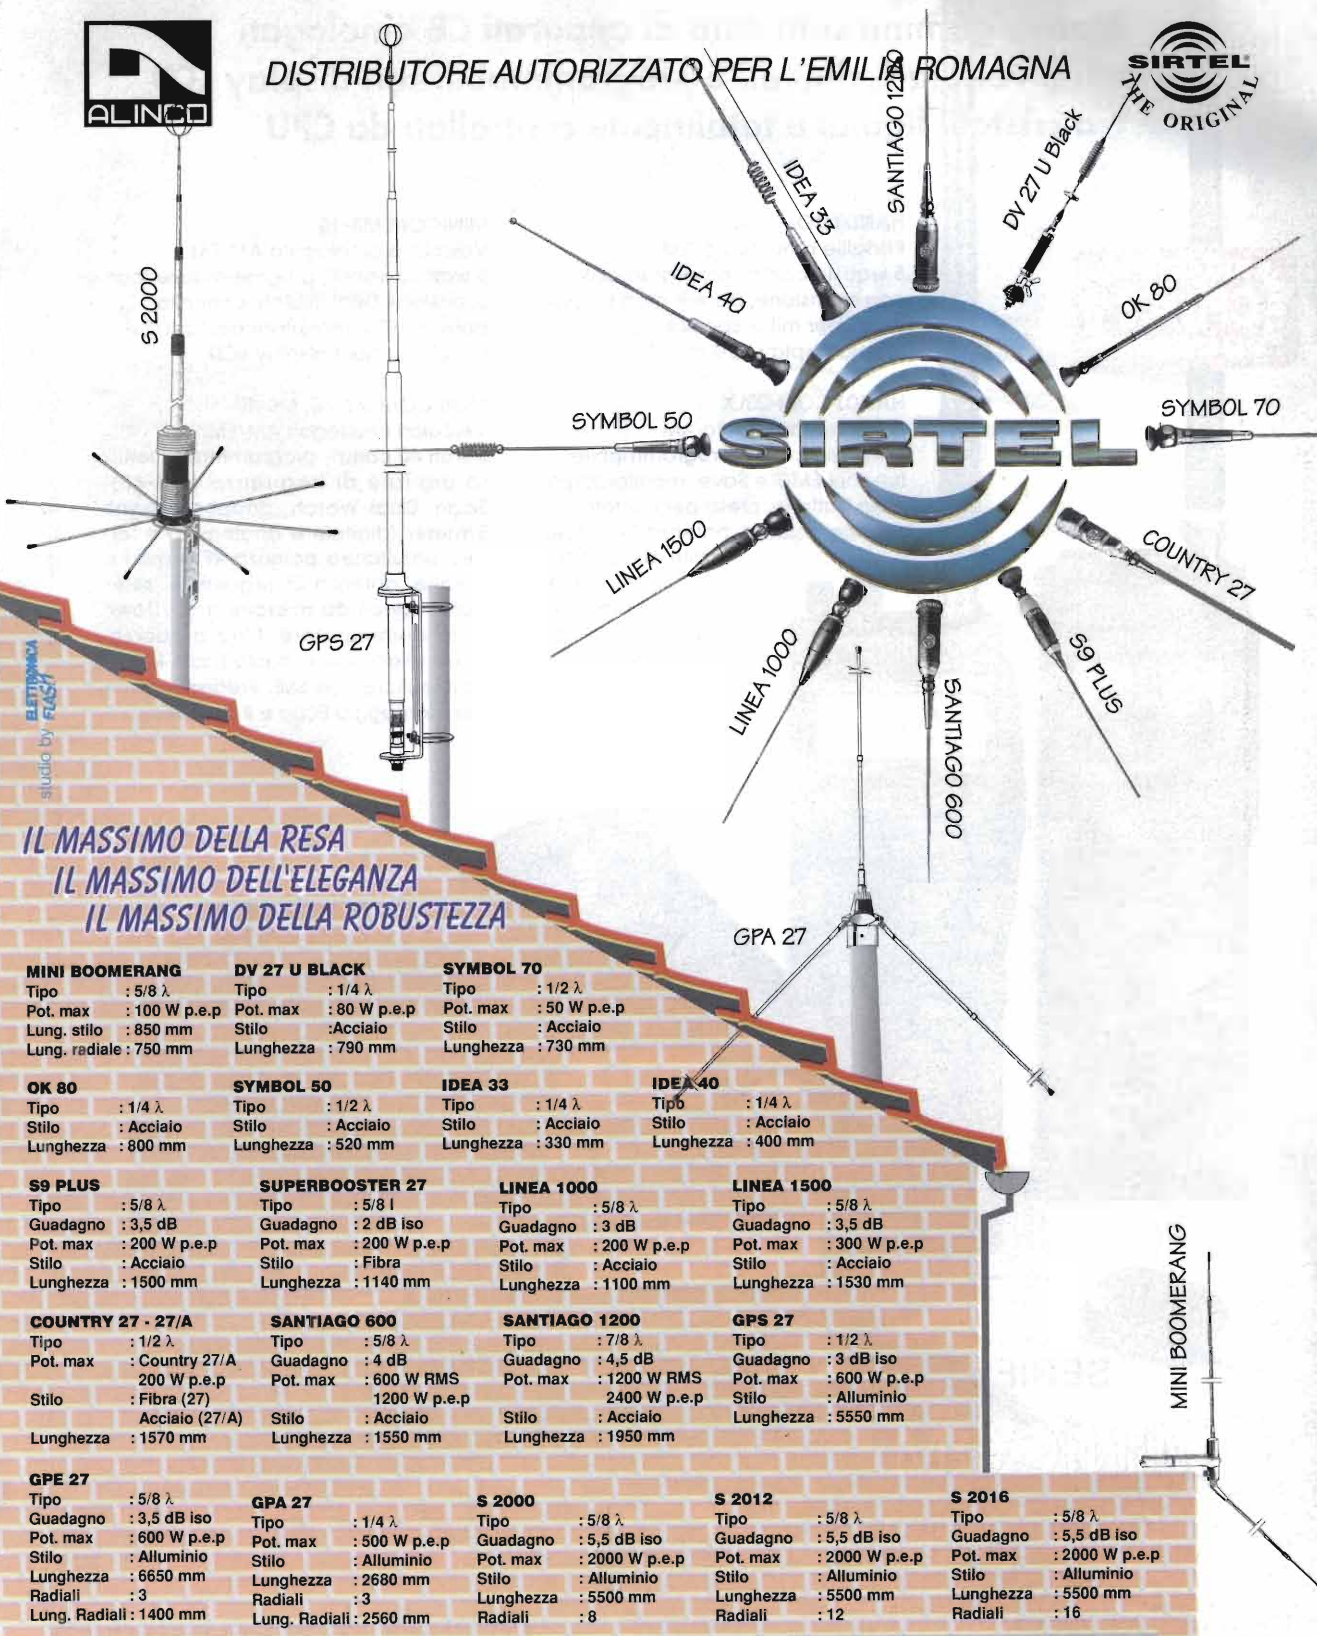 ALINCO
DISTRIBUTORE AUTORIZZATO PER L'EMILIA ROMAGNA
SIRTEL
THE ORIGINAL
S 2000
GPS 27
IDEA 40
IDEA 33
SANTIAGO 1200
DV 27 U Black
OK 80
SYMBOL 50
SIRTEL
SYMBOL 70
LINEA 1500
LINEA 1000
SANTIAGO 600
S9 PLUS
COUNTRY 27
GPA 27
MINI BOOMERANG
studio by ELETTRONICA FLASH
IL MASSIMO DELLA RESA
IL MASSIMO DELL'ELEGANZA
IL MASSIMO DELLA ROBUSTEZZA
MINI BOOMERANG
Tipo : 5/8 λ
Pot. max : 100 W p.e.p
Lung. stilo : 850 mm
Lung. radiale : 750 mm
DV 27 U BLACK
Tipo : 1/4 λ
Pot. max : 80 W p.e.p
Stilo :Acciaio
Lunghezza : 790 mm
SYMBOL 70
Tipo : 1/2 λ
Pot. max : 50 W p.e.p
Stilo : Acciaio
Lunghezza : 730 mm
OK 80
Tipo : 1/4 λ
Stilo : Acciaio
Lunghezza : 800 mm
SYMBOL 50
Tipo : 1/2 λ
Stilo : Acciaio
Lunghezza : 520 mm
IDEA 33
Tipo : 1/4 λ
Stilo : Acciaio
Lunghezza : 330 mm
IDEA 40
Tipo : 1/4 λ
Stilo : Acciaio
Lunghezza : 400 mm
S9 PLUS
Tipo : 5/8 λ
Guadagno : 3,5 dB
Pot. max : 200 W p.e.p
Stilo : Acciaio
Lunghezza : 1500 mm
SUPERBOOSTER 27
Tipo : 5/8 l
Guadagno : 2 dB iso
Pot. max : 200 W p.e.p
Stilo : Fibra
Lunghezza : 1140 mm
LINEA 1000
Tipo : 5/8 λ
Guadagno : 3 dB
Pot. max : 200 W p.e.p
Stilo : Acciaio
Lunghezza : 1100 mm
LINEA 1500
Tipo : 5/8 λ
Guadagno : 3,5 dB
Pot. max : 300 W p.e.p
Stilo : Acciaio
Lunghezza : 1530 mm
COUNTRY 27 - 27/A
Tipo : 1/2 λ
Pot. max : Country 27/A
200 W p.e.p
Stilo : Fibra (27)
Acciaio (27/A)
Lunghezza : 1570 mm
SANTIAGO 600
Tipo : 5/8 λ
Guadagno : 4 dB
Pot. max : 600 W RMS
1200 W p.e.p
Stilo : Acciaio
Lunghezza : 1550 mm
SANTIAGO 1200
Tipo : 7/8 λ
Guadagno : 4,5 dB
Pot. max : 1200 W RMS
2400 W p.e.p
Stilo : Acciaio
Lunghezza : 1950 mm
GPS 27
Tipo : 1/2 λ
Guadagno : 3 dB iso
Pot. max : 600 W p.e.p
Stilo : Alluminio
Lunghezza : 5550 mm
GPE 27
Tipo : 5/8 λ
Guadagno : 3,5 dB iso
Pot. max : 600 W p.e.p
Stilo : Alluminio
Lunghezza : 6650 mm
Radiali : 3
Lung. Radiali : 1400 mm
GPA 27
Tipo : 1/4 λ
Pot. max : 500 W p.e.p
Stilo : Alluminio
Lunghezza : 2680 mm
Radiali : 3
Lung. Radiali : 2560 mm
S 2000
Tipo : 5/8 λ
Guadagno : 5,5 dB iso
Pot. max : 2000 W p.e.p
Stilo : Alluminio
Lunghezza : 5500 mm
Radiali : 8
S 2012
Tipo : 5/8 λ
Guadagno : 5,5 dB iso
Pot. max : 2000 W p.e.p
Stilo : Alluminio
Lunghezza : 5500 mm
Radiali : 12
S 2016
Tipo : 5/8 λ
Guadagno : 5,5 dB iso
Pot. max : 2000 W p.e.p
Stilo : Alluminio
Lunghezza : 5500 mm
Radiali : 16